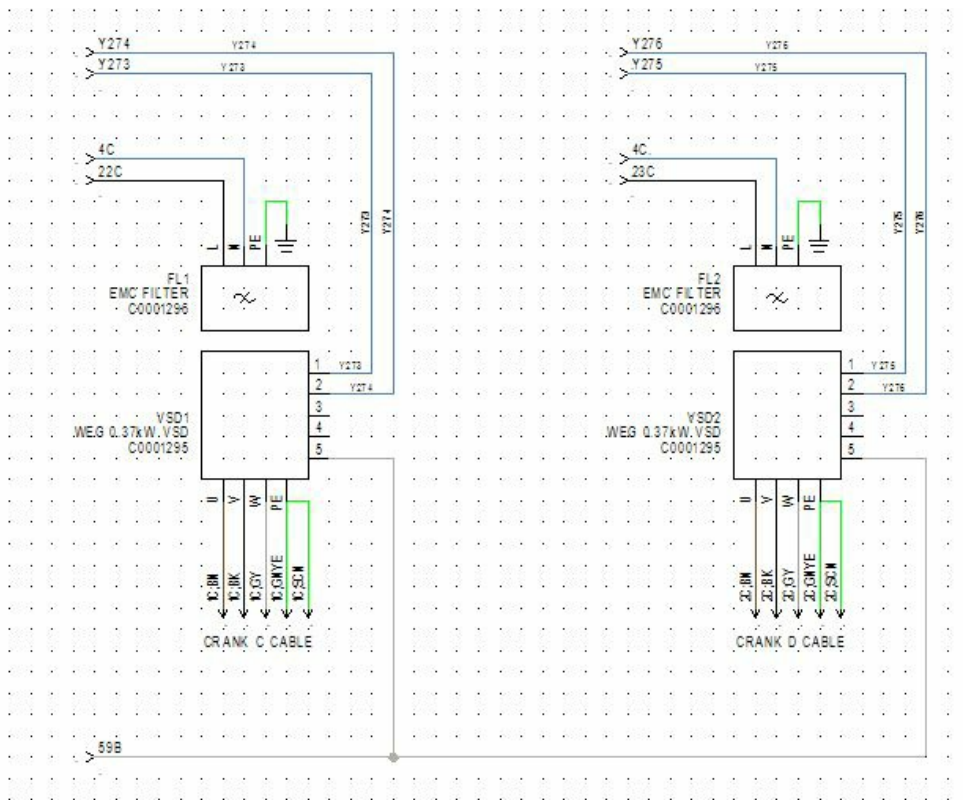 Y274
Y274
Y273
Y273
4C
22C
Y273
Y274
L
N
PE
FL1
EMC FILTER
C0001296
1
Y273
2
Y274
3
4
5
VSD1
WEG 0.37kW VSD
C0001295
U
V
W
PE
1C;BN
1C;BK
1C;GY
1C;GNYE
1C;SCN
CRANK C CABLE
Y276
Y276
Y275
Y275
4C
23C
Y275
Y276
L
N
PE
FL2
EMC FILTER
C0001296
1
Y275
2
Y276
3
4
5
VSD2
WEG 0.37kW VSD
C0001295
U
V
W
PE
2C;BN
2C;BK
2C;GY
2C;GNYE
2C;SCN
CRANK D CABLE
59B